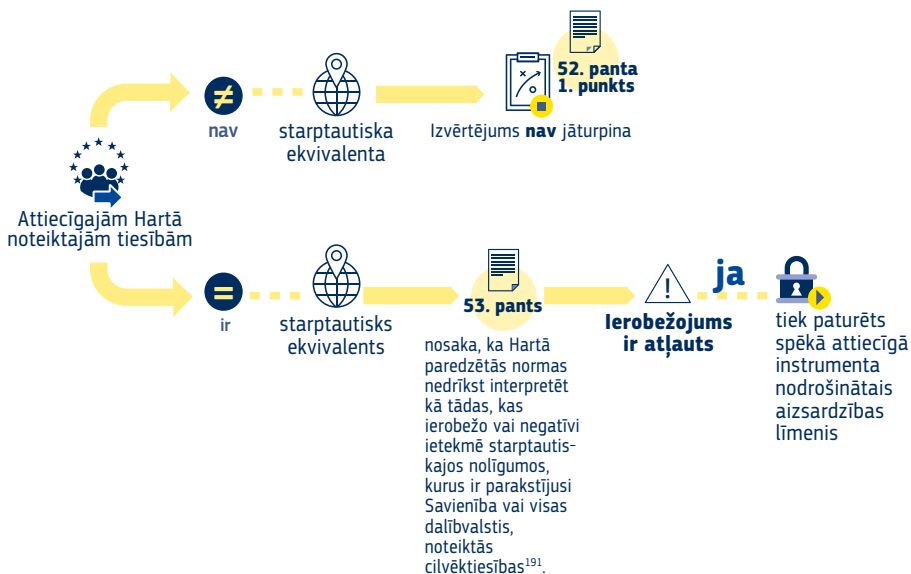 Attiecīgajām Hartā
noteiktajām tiesībām
≠
nav
starptautiska
ekvivalenta
52. panta
1. punkts
Izvērtējums nav jāturpina
=
ir
starptautisks
ekvivalents
53. pants
nosaka, ka Hartā
paredzētās normas
nedrīkst interpretēt
kā tādas, kas
ierobežo vai negatīvi
ietekmē starptautis-
kajos nolīgumos,
kurus ir parakstījusi
Savienība vai visas
dalībvalstis,
noteiktās
cilvēktiesības¹⁹¹.
!
Ierobežojums
ir atļauts
ja
tiek paturēts
spēkā attiecīgā
instrumenta
nodrošinātais
aizsardzības
līmenis